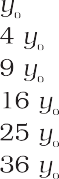 y₀
4 y₀
9 y₀
16 y₀
25 y₀
36 y₀